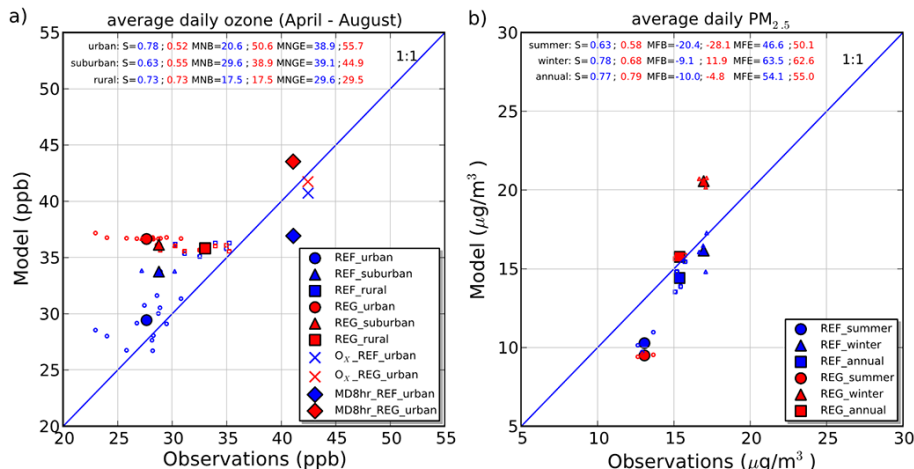 a)
average daily ozone (April - August)
urban: S=0.78 ; 0.52 MNB=20.6 ; 50.6 MNGE=38.9 ; 55.7
suburban: S=0.63 ; 0.55 MNB=29.6 ; 38.9 MNGE=39.1 ; 44.9
rural: S=0.73 ; 0.73 MNB=17.5 ; 17.5 MNGE=29.6 ; 29.5
1:1
55
50
45
40
35
30
25
20
Model (ppb)
REF_urban
REF_suburban
REF_rural
REG_urban
REG_suburban
REG_rural
OX_REF_urban
OX_REG_urban
MD8hr_REF_urban
MD8hr_REG_urban
20 25 30 35 40 45 50 55
Observations (ppb)
b)
average daily PM2.5
summer: S=0.63 ; 0.58 MFB=-20.4 ; -28.1 MFE=46.6 ; 50.1
winter: S=0.78 ; 0.68 MFB=-9.1 ; 11.9 MFE=63.5 ; 62.6
annual: S=0.77 ; 0.79 MFB=-10.0 ; -4.8 MFE=54.1 ; 55.0
1:1
30
25
20
15
10
5
Model (μg/m³)
REF_summer
REF_winter
REF_annual
REG_summer
REG_winter
REG_annual
5 10 15 20 25 30
Observations (μg/m³)